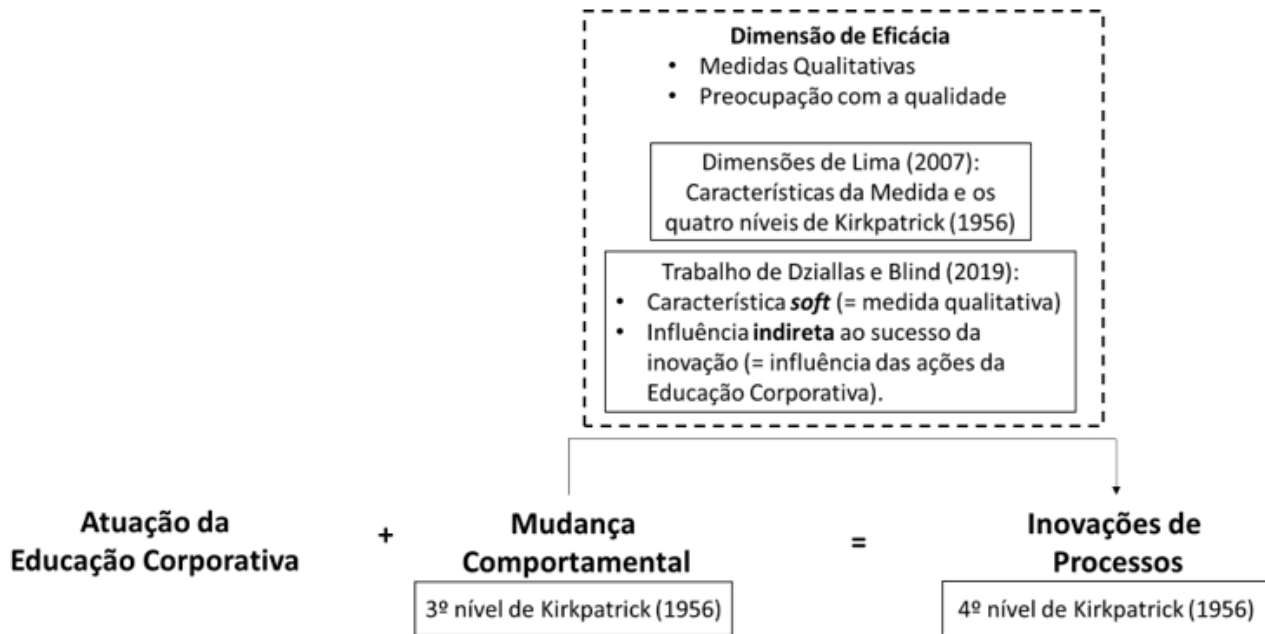 Dimensão de Eficácia
• Medidas Qualitativas
• Preocupação com a qualidade
Dimensões de Lima (2007):
Características da Medida e os
quatro níveis de Kirkpatrick (1956)
Trabalho de Dziallas e Blind (2019):
• Característica soft (= medida qualitativa)
• Influência indireta ao sucesso da
inovação (= influência das ações da
Educação Corporativa).
Atuação da
Educação Corporativa
+
Mudança
Comportamental
3º nível de Kirkpatrick (1956)
=
Inovações de
Processos
4º nível de Kirkpatrick (1956)